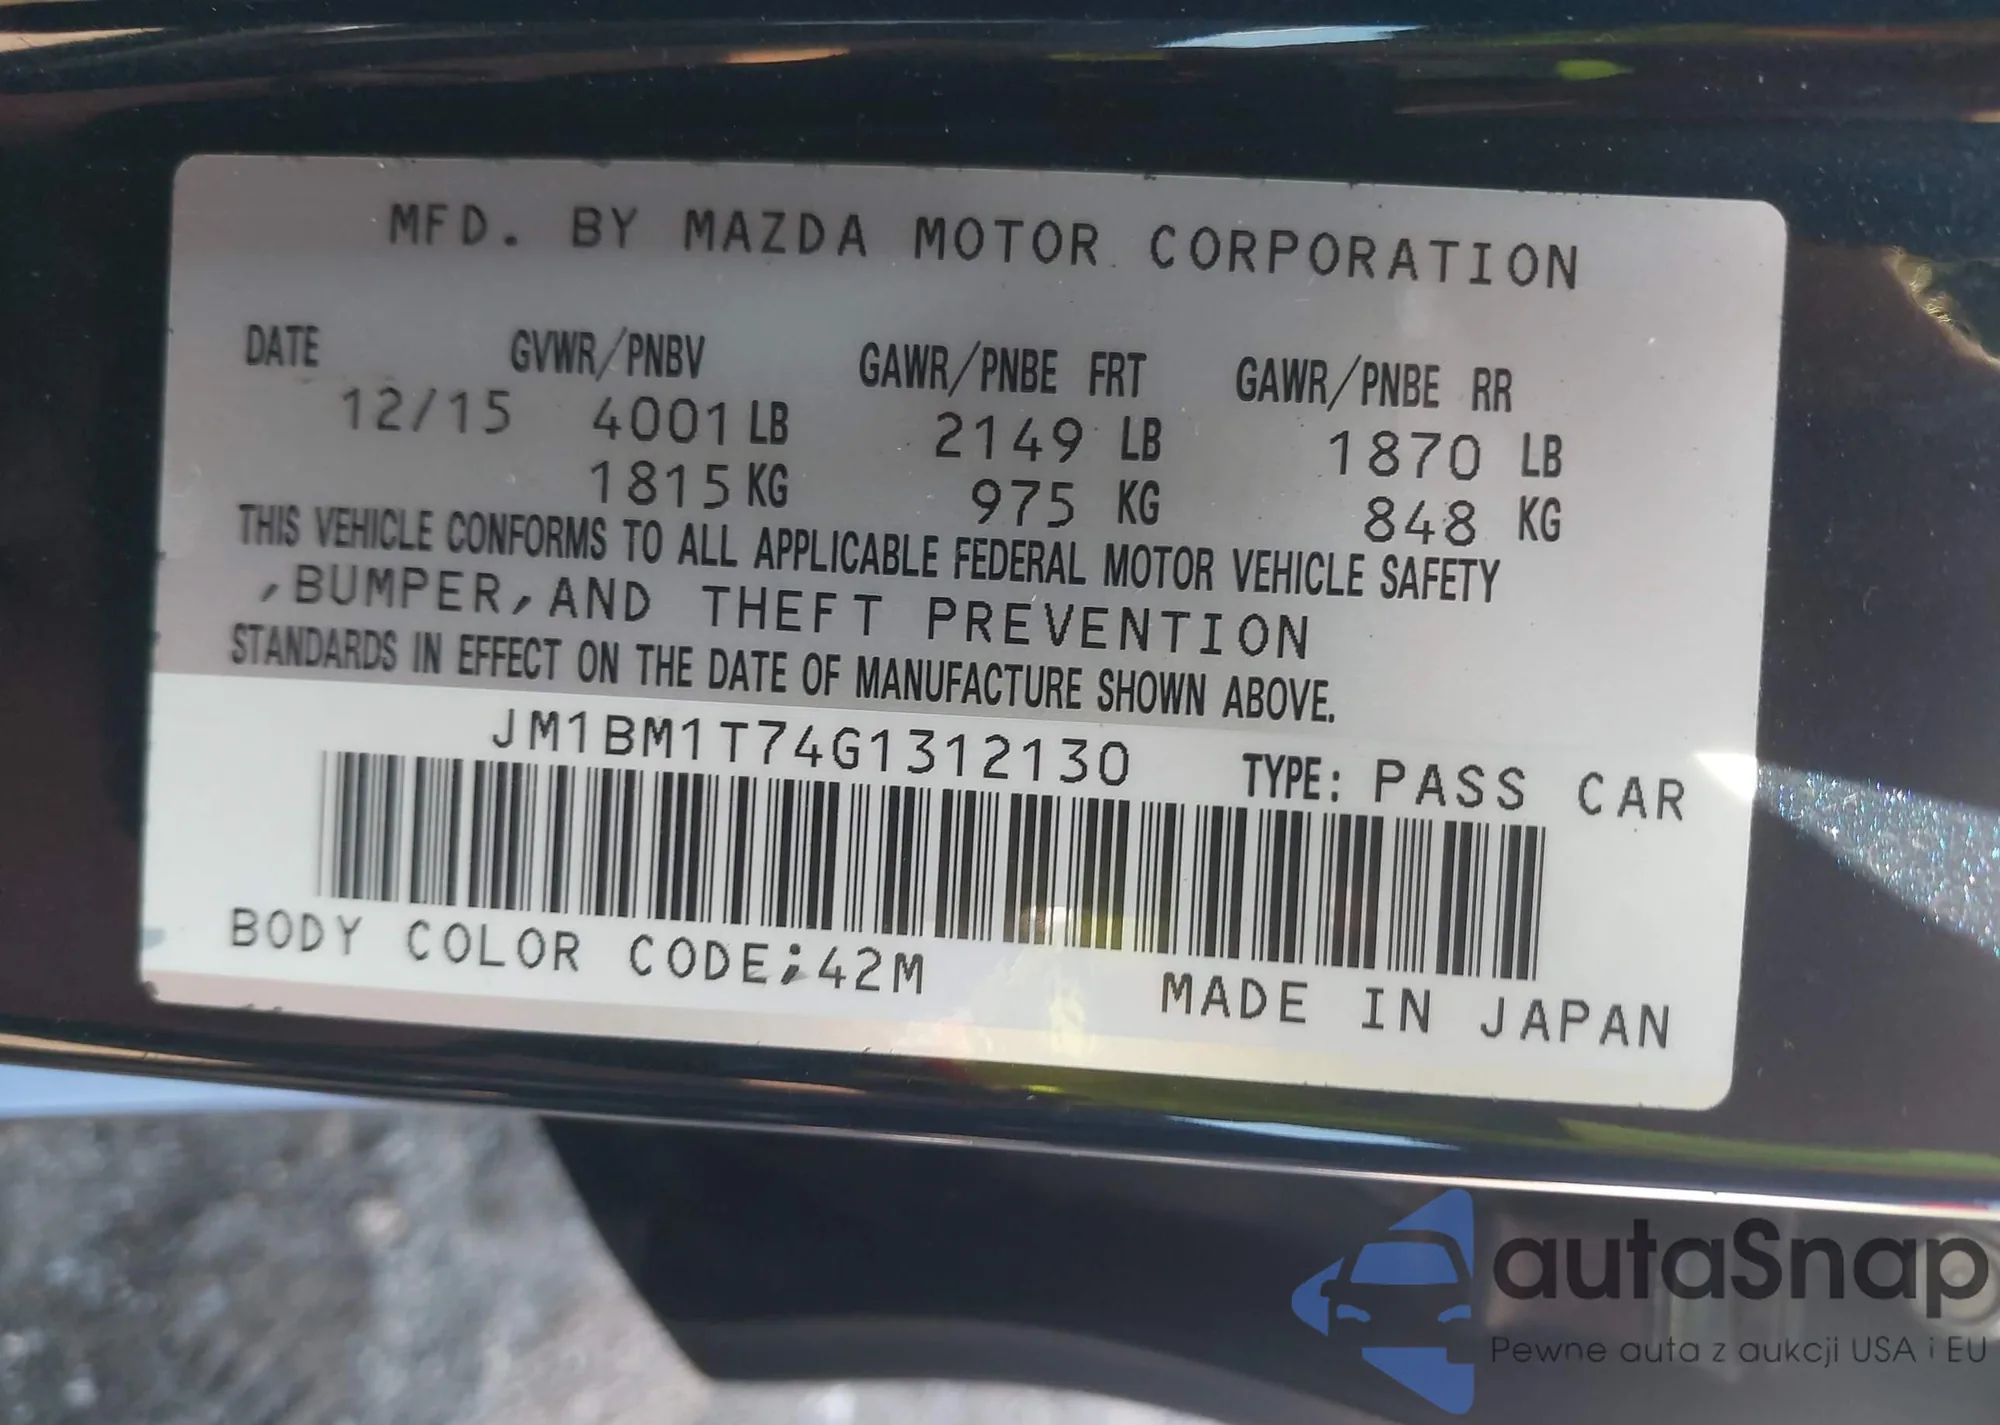 MFD. BY MAZDA MOTOR CORPORATION
DATE GVWR/PNBV GAWR/PNBE FRT GAWR/PNBE RR
12/15 4001 LB 2149 LB 1870 LB
1815 KG 975 KG 848 KG
THIS VEHICLE CONFORMS TO ALL APPLICABLE FEDERAL MOTOR VEHICLE SAFETY
,BUMPER,AND THEFT PREVENTION
STANDARDS IN EFFECT ON THE DATE OF MANUFACTURE SHOWN ABOVE.
JM1BM1T74G1312130 TYPE: PASS CAR
BODY COLOR CODE;42M
MADE IN JAPAN
autaSnap
Pewne auta z aukcji USA i EU